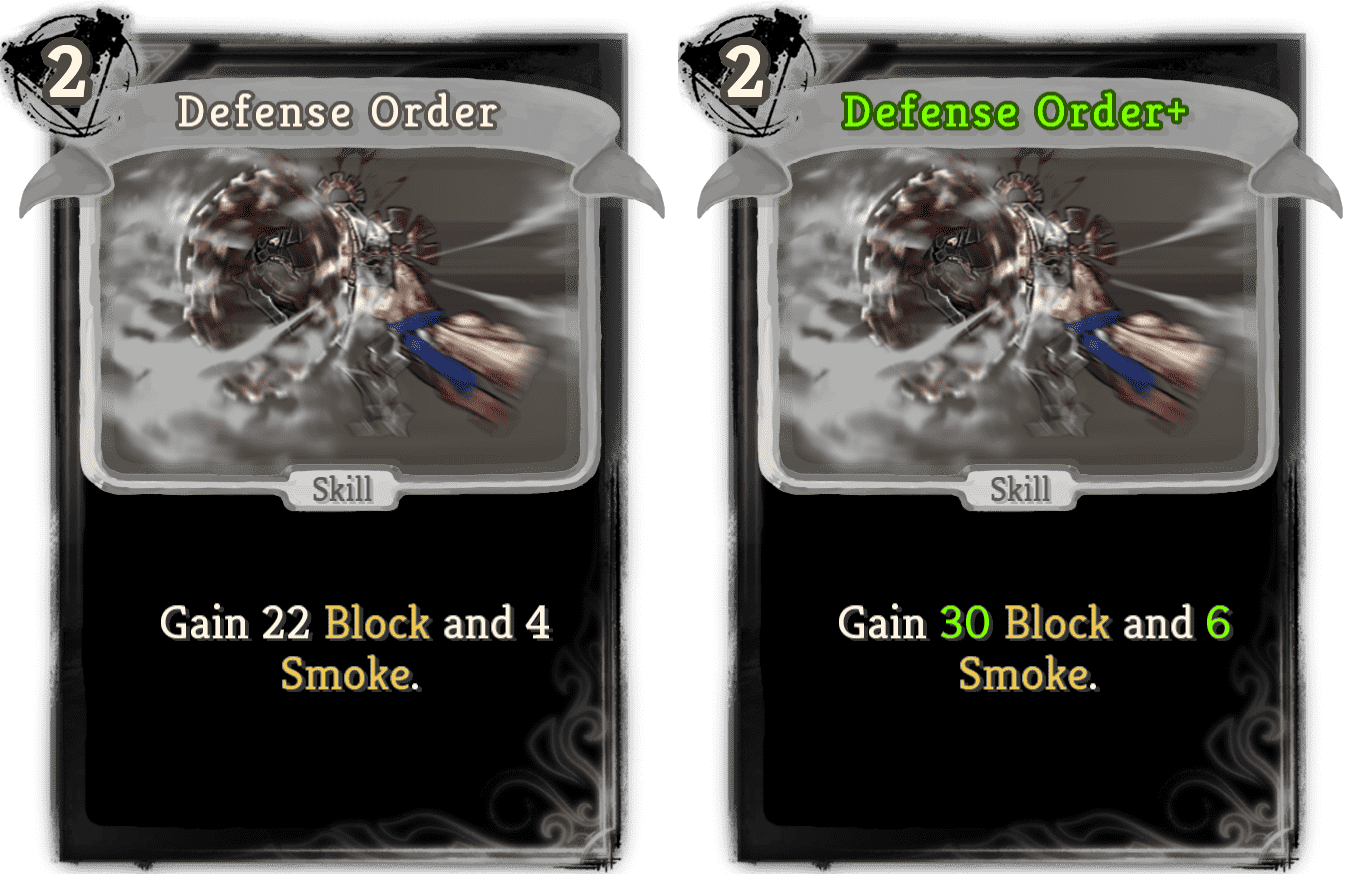 2
Defense Order
Skill
Gain 22 Block and 4
Smoke.
2
Defense Order+
Skill
Gain 30 Block and 6
Smoke.